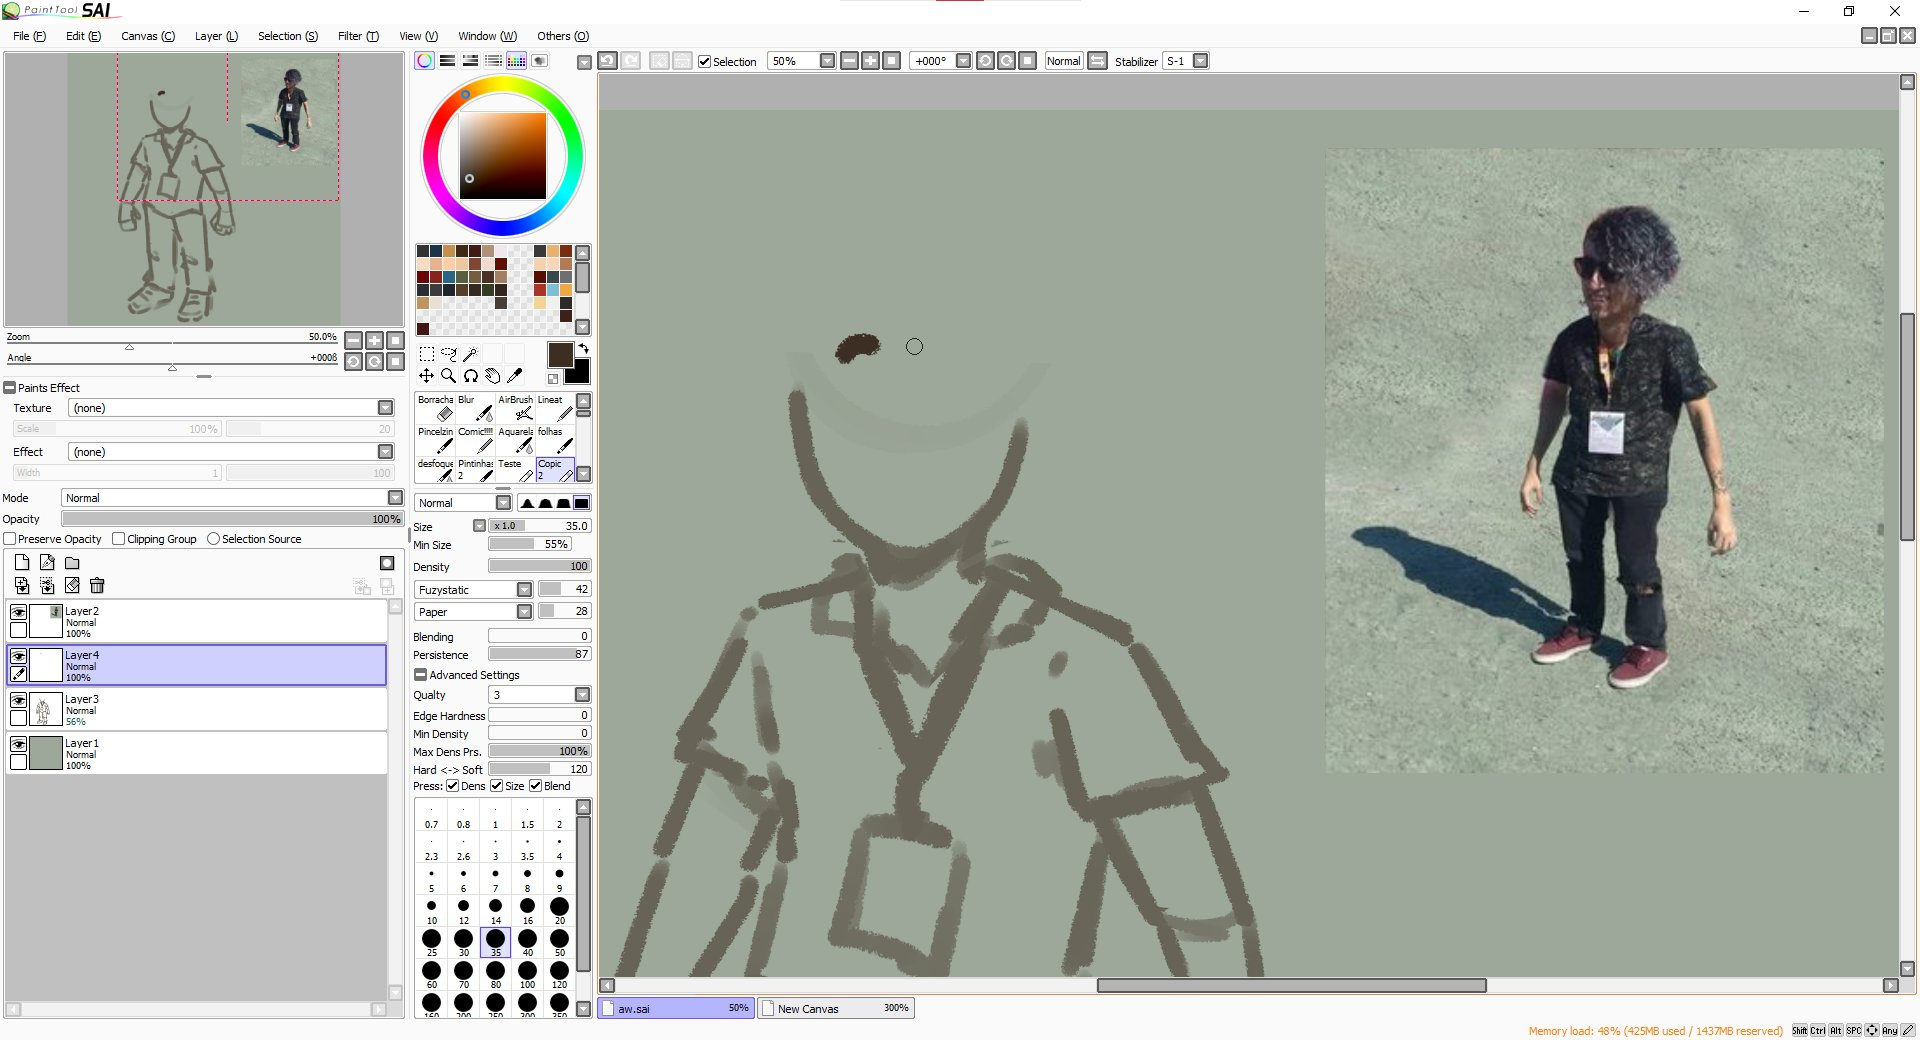 PaintTool SAI
File (F) Edit (E) Canvas (C) Layer (L) Selection (S) Filter (T) View (V) Window (W) Others (O)
Selection 50% +000° Normal Stabilizer S-1
Zoom 50.0%
Angle +000ß
Paints Effect
Texture (none)
Scale 100% 20
Effect (none)
Width 1 100
Mode Normal
Opacity 100%
Preserve Opacity Clipping Group Selection Source
Layer2
Normal
100%
Layer4
Normal
100%
Layer3
Normal
56%
Layer1
Normal
100%
Borracha Blur AirBrush Lineat
Pincelzin Comic!!!! Aquarela folhas
desfoque Pintinhas 2 Teste Copic 2
Normal
Size x 1.0 35.0
Min Size 55%
Density 100
Fuzystatic 42
Paper 28
Blending 0
Persistence 87
Advanced Settings
Qualty 3
Edge Hardness 0
Min Density 0
Max Dens Prs. 100%
Hard <-> Soft 120
Press: Dens Size Blend
0.7 0.8 1 1.5 2
2.3 2.6 3 3.5 4
5 6 7 8 9
10 12 14 16 20
25 30 35 40 50
60 70 80 100 120
160 200 250 300 350
aw.sai 50% New Canvas 300%
Memory load: 48% (425MB used / 1437MB reserved) Shift Ctrl Alt SPC Any